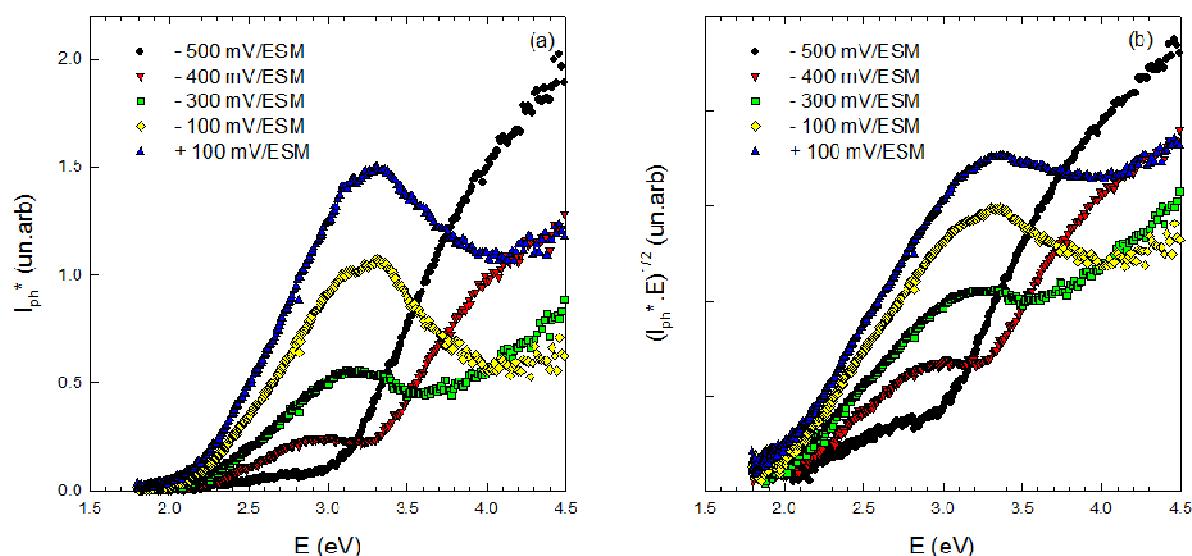 (a)
2.0
1.5
1.0
0.5
0.0
- 500 mV/ESM
- 400 mV/ESM
- 300 mV/ESM
- 100 mV/ESM
+ 100 mV/ESM
Iph* (un.arb)
1.5 2.0 2.5 3.0 3.5 4.0 4.5
E (eV)
(b)
- 500 mV/ESM
- 400 mV/ESM
- 300 mV/ESM
- 100 mV/ESM
+ 100 mV/ESM
(Iph*.E)1/2 (un.arb)
1.5 2.0 2.5 3.0 3.5 4.0 4.5
E (eV)